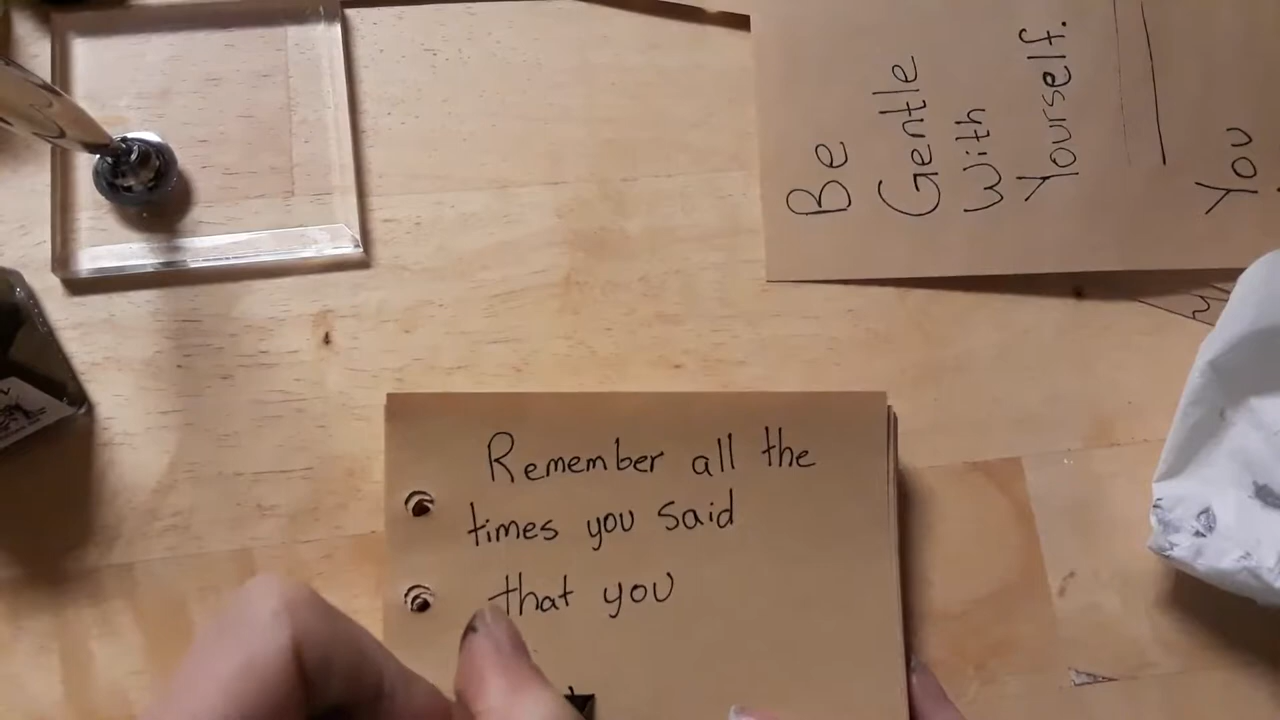 Be
Gentle
With
Yourself.
You
Remember all the
times you said
that you